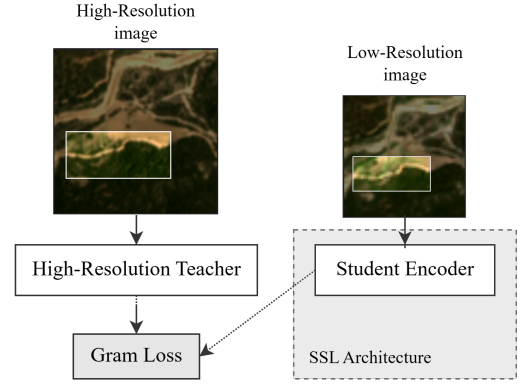 High-Resolution
image
Low-Resolution
image
High-Resolution Teacher
Student Encoder
Gram Loss
SSL Architecture